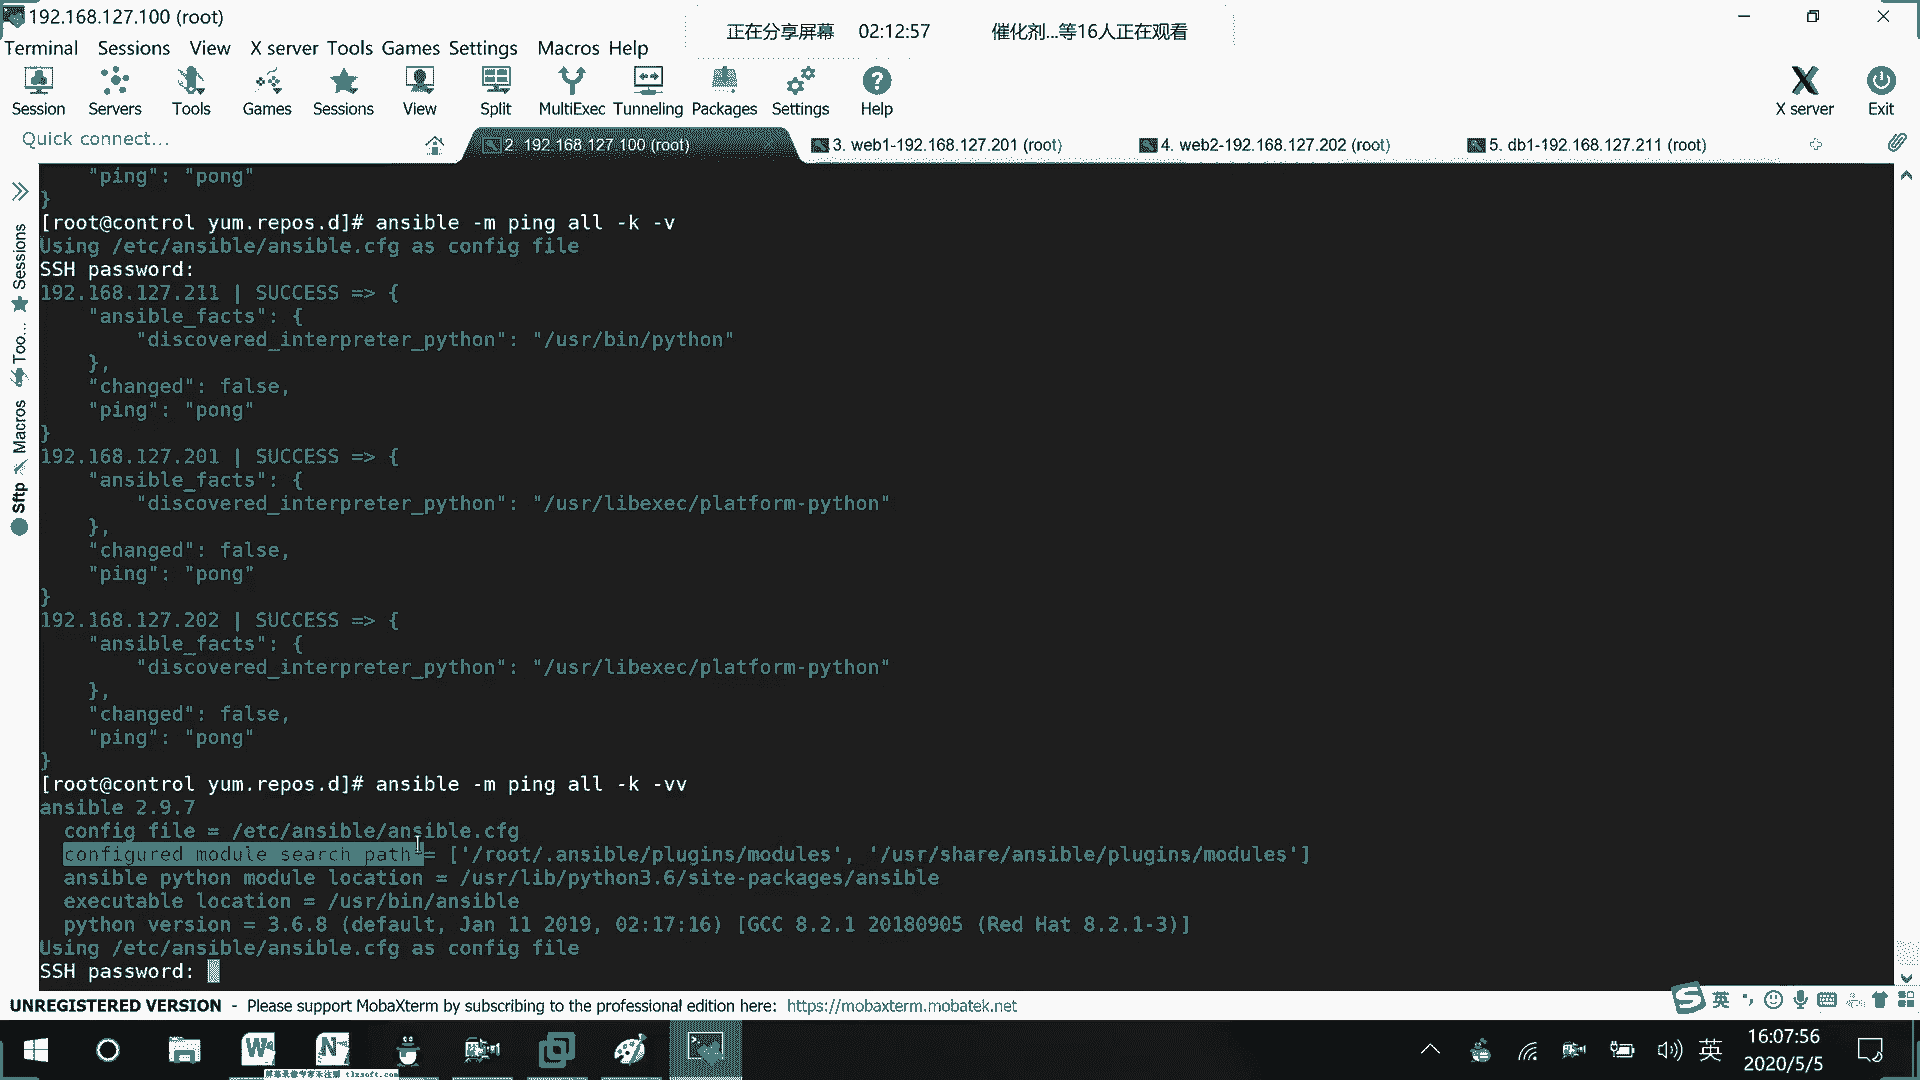 192.168.127.100 (root)
正在分享屏幕 02:12:57 催化剂...等16人正在观看
Terminal Sessions View X server Tools Games Settings Macros Help
Session Servers Tools Games Sessions View Split MultiExec Tunneling Packages Settings Help X server Exit
Quick connect...
2. 192.168.127.100 (root)
3. web1-192.168.127.201 (root)
4. web2-192.168.127.202 (root)
5. db1-192.168.127.211 (root)
Sessions
Too...
Macros
Sftp
"ping": "pong"
}
[root@control yum.repos.d]# ansible -m ping all -k -v
Using /etc/ansible/ansible.cfg as config file
SSH password:
192.168.127.211 | SUCCESS => {
"ansible_facts": {
"discovered_interpreter_python": "/usr/bin/python"
},
"changed": false,
"ping": "pong"
}
192.168.127.201 | SUCCESS => {
"ansible_facts": {
"discovered_interpreter_python": "/usr/libexec/platform-python"
},
"changed": false,
"ping": "pong"
}
192.168.127.202 | SUCCESS => {
"ansible_facts": {
"discovered_interpreter_python": "/usr/libexec/platform-python"
},
"changed": false,
"ping": "pong"
}
[root@control yum.repos.d]# ansible -m ping all -k -vv
ansible 2.9.7
config file = /etc/ansible/ansible.cfg
configured module search path = ['/root/.ansible/plugins/modules', '/usr/share/ansible/plugins/modules']
ansible python module location = /usr/lib/python3.6/site-packages/ansible
executable location = /usr/bin/ansible
python version = 3.6.8 (default, Jan 11 2019, 02:17:16) [GCC 8.2.1 20180905 (Red Hat 8.2.1-3)]
Using /etc/ansible/ansible.cfg as config file
SSH password:
UNREGISTERED VERSION - Please support MobaXterm by subscribing to the professional edition here: https://mobaxterm.mobatek.net
英
英
16:07:56
2020/5/5
屏幕录像专家未注册 tlxsoft.com